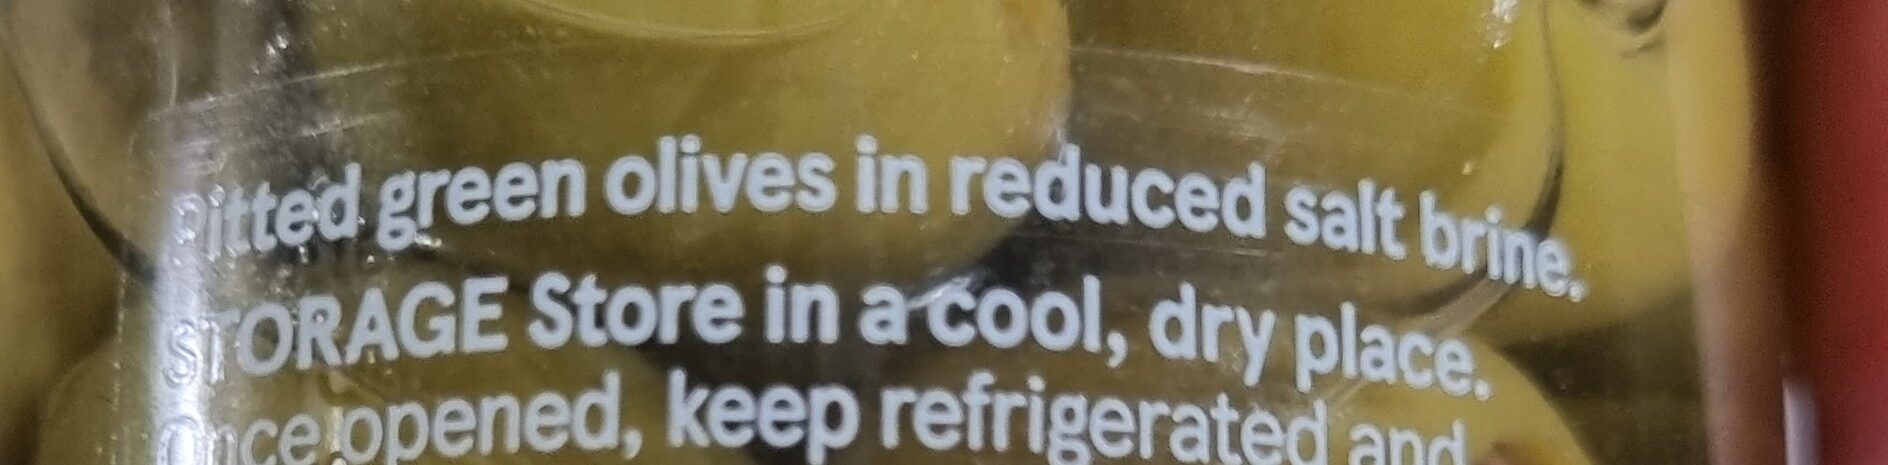 Pitted green olives in reduced salt brine.
STORAGE Store in a cool, dry place.
Once opened, keep refrigerated and